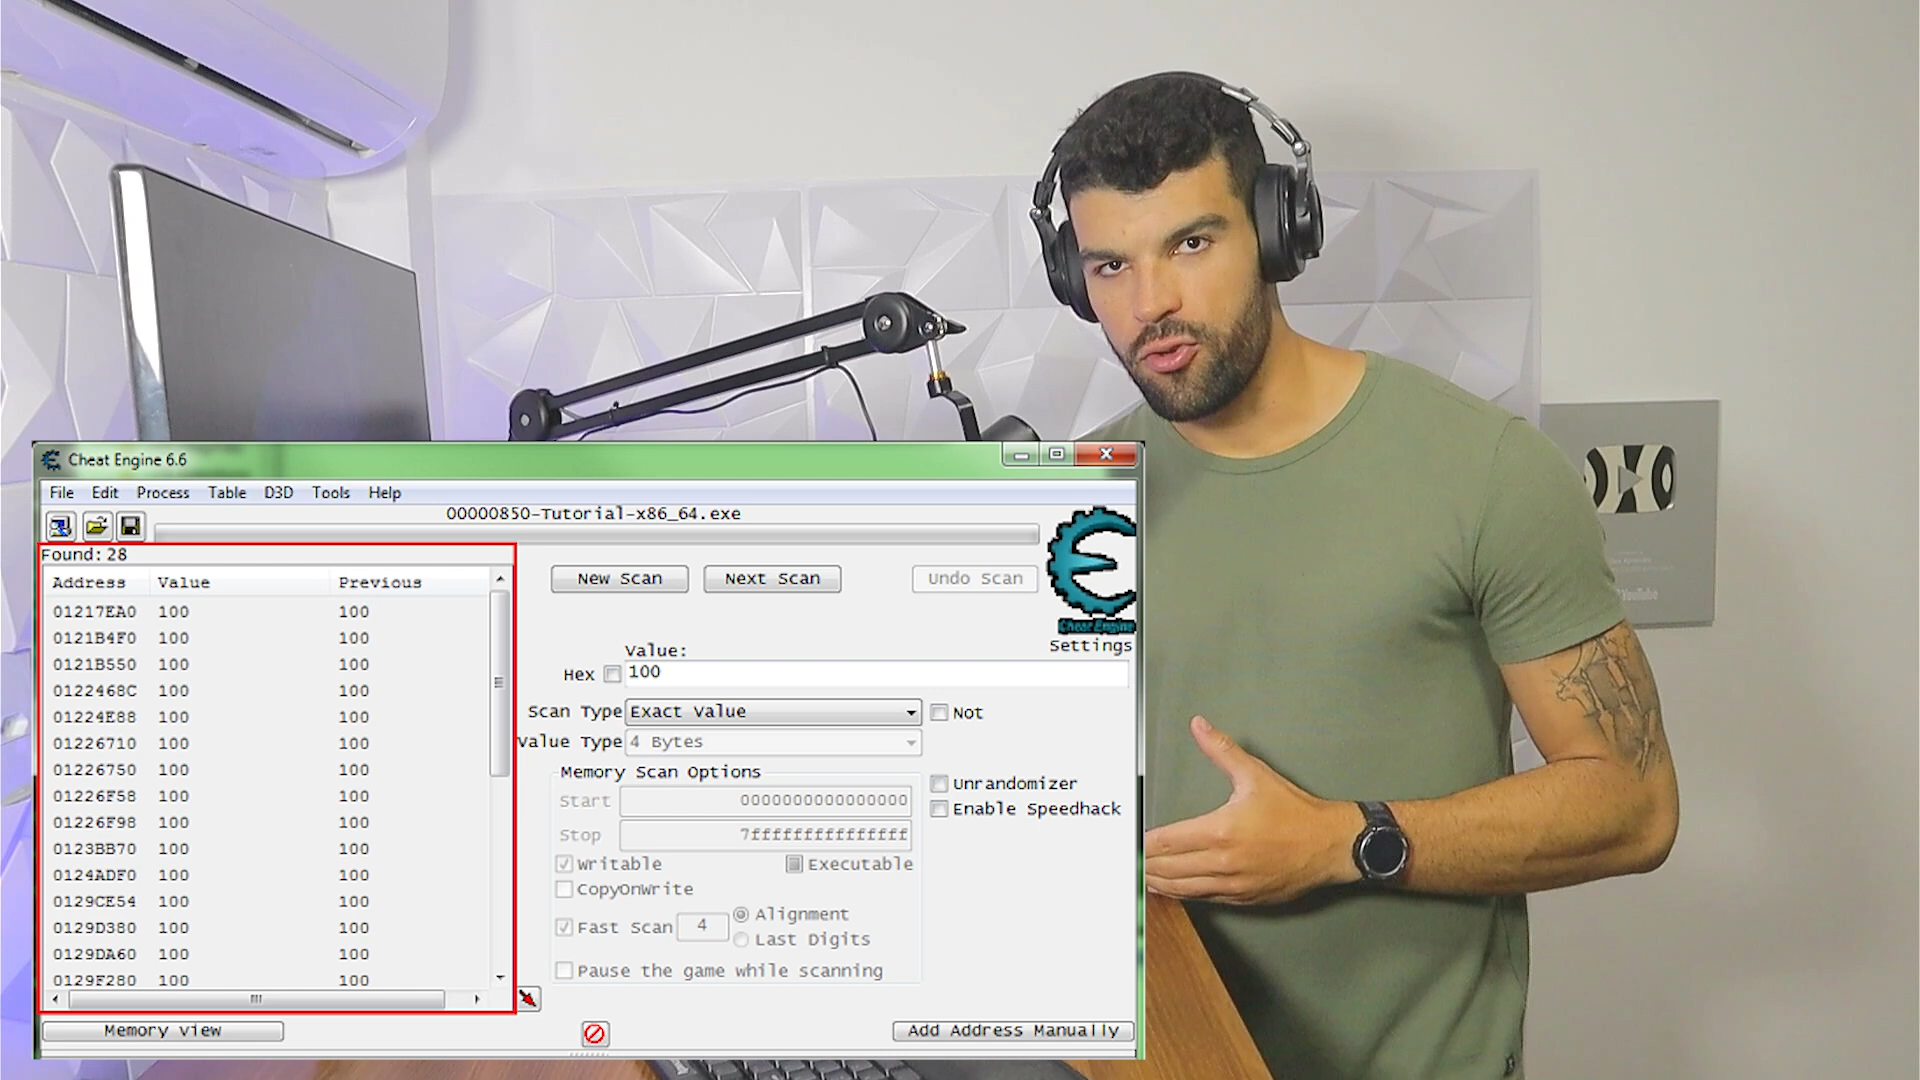 Cheat Engine 6.6
File Edit Process Table D3D Tools Help
00000850-Tutorial-x86_64.exe
Found: 28
Address Value Previous
01217EA0 100 100
0121B4F0 100 100
0121B550 100 100
0122468C 100 100
01224E88 100 100
01226710 100 100
01226750 100 100
01226F58 100 100
01226F98 100 100
0123BB70 100 100
0124ADF0 100 100
0129CE54 100 100
0129D380 100 100
0129DA60 100 100
0129F280 100 100
Memory view
New Scan Next Scan Undo Scan
Cheat Engine
Settings
Value:
Hex 100
Scan Type Exact Value Not
Value Type 4 Bytes
Memory Scan Options
Start 0000000000000000
Stop 7fffffffffffffff
Writable Executable
CopyOnWrite
Fast Scan 4 Alignment
Last Digits
Pause the game while scanning
Unrandomizer
Enable Speedhack
Add Address Manually
YouTube